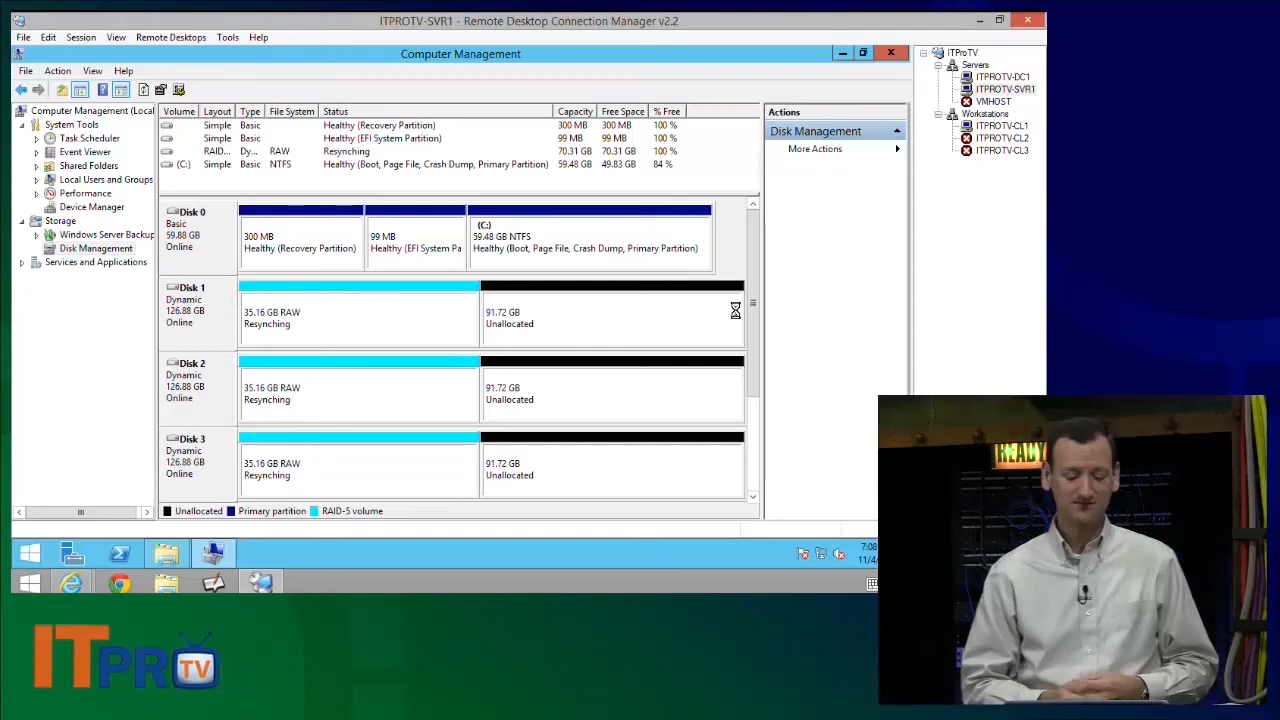 ITPROTV-SVR1 - Remote Desktop Connection Manager v2.2
File Edit Session View Remote Desktops Tools Help
Computer Management
File Action View Help
Computer Management (Local
System Tools
Task Scheduler
Event Viewer
Shared Folders
Local Users and Groups
Performance
Device Manager
Storage
Windows Server Backup
Disk Management
Services and Applications
Volume Layout Type File System Status Capacity Free Space % Free
Simple Basic Healthy (Recovery Partition) 300 MB 300 MB 100 %
Simple Basic Healthy (EFI System Partition) 99 MB 99 MB 100 %
RAID... Dy... RAW Resynching 70.31 GB 70.31 GB 100 %
(C:) Simple Basic NTFS Healthy (Boot, Page File, Crash Dump, Primary Partition) 59.48 GB 49.83 GB 84 %
Disk 0
Basic
59.88 GB
Online
300 MB
Healthy (Recovery Partition)
99 MB
Healthy (EFI System Pa
(C:)
59.48 GB NTFS
Healthy (Boot, Page File, Crash Dump, Primary Partition)
Disk 1
Dynamic
126.88 GB
Online
35.16 GB RAW
Resynching
91.72 GB
Unallocated
Disk 2
Dynamic
126.88 GB
Online
35.16 GB RAW
Resynching
91.72 GB
Unallocated
Disk 3
Dynamic
126.88 GB
Online
35.16 GB RAW
Resynching
91.72 GB
Unallocated
Unallocated Primary partition RAID-5 volume
Actions
Disk Management
More Actions
ITProTV
Servers
ITPROTV-DC1
ITPROTV-SVR1
VMHOST
Workstations
ITPROTV-CL1
ITPROTV-CL2
ITPROTV-CL3
7:08
11/4/
READY
ITPRO TV